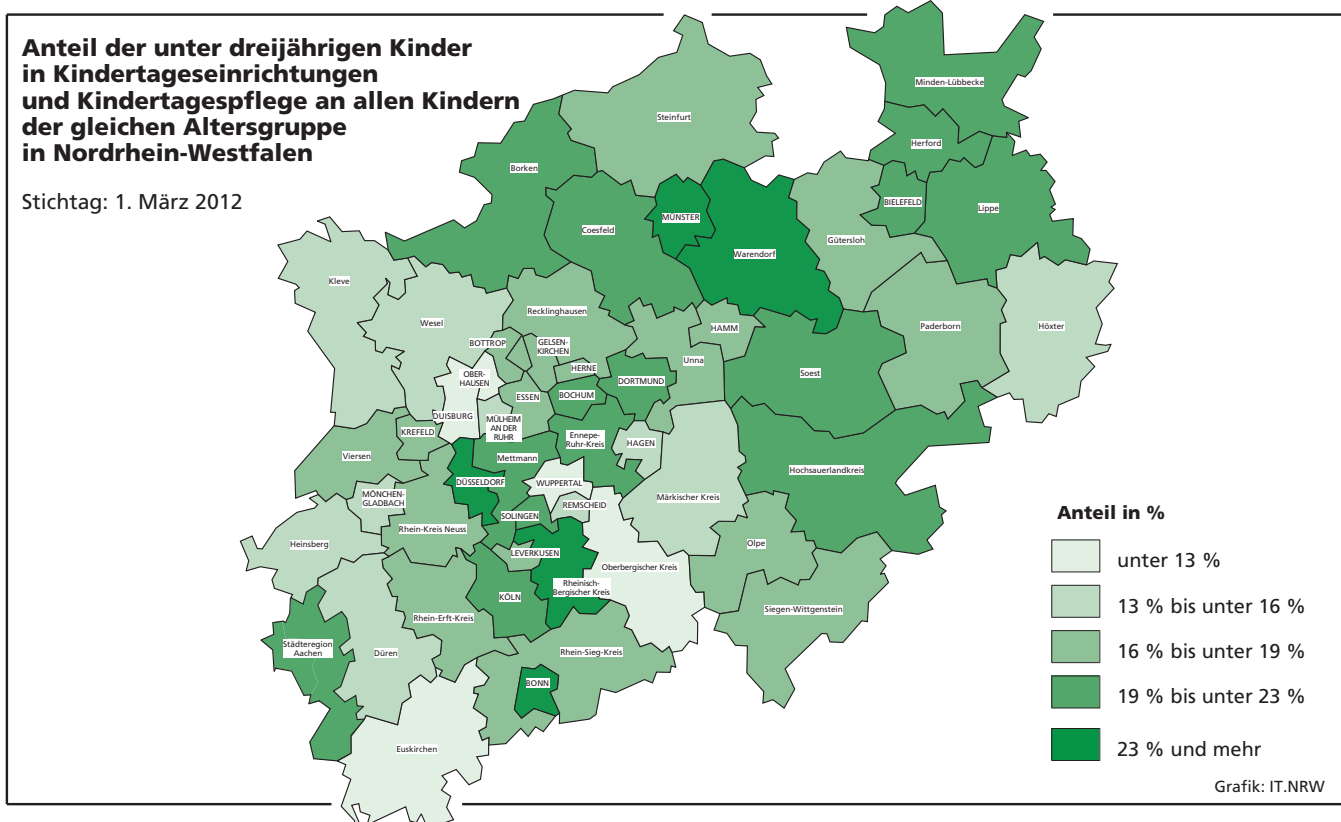 Anteil der unter dreijährigen Kinder
in Kindertageseinrichtungen
und Kindertagespflege an allen Kindern
der gleichen Altersgruppe
in Nordrhein-Westfalen
Stichtag: 1. März 2012
Minden-Lübbecke
Steinfurt
Herford
Borken
BIELEFELD
Lippe
MÜNSTER
Coesfeld
Gütersloh
Warendorf
Kleve
Recklinghausen
Wesel
HAMM
Paderborn
Höxter
BOTTROP
GELSEN-
KIRCHEN
Unna
HERNE
Soest
OBER-
HAUSEN
DORTMUND
ESSEN
BOCHUM
DUISBURG
MÜLHEIM
AN DER
RUHR
KREFELD
Ennepe-
Ruhr-Kreis
HAGEN
Viersen
Mettmann
Hochsauerlandkreis
DÜSSELDORF
WUPPERTAL
MÖNCHEN-
GLADBACH
Märkischer Kreis
REMSCHEID
SOLINGEN
Rhein-Kreis Neuss
Heinsberg
Olpe
LEVERKUSEN
Oberbergischer Kreis
Rheinisch-
Bergischer Kreis
KÖLN
Siegen-Wittgenstein
Rhein-Erft-Kreis
Städteregion
Aachen
Düren
Rhein-Sieg-Kreis
BONN
Euskirchen
Anteil in %
unter 13 %
13 % bis unter 16 %
16 % bis unter 19 %
19 % bis unter 23 %
23 % und mehr
Grafik: IT.NRW